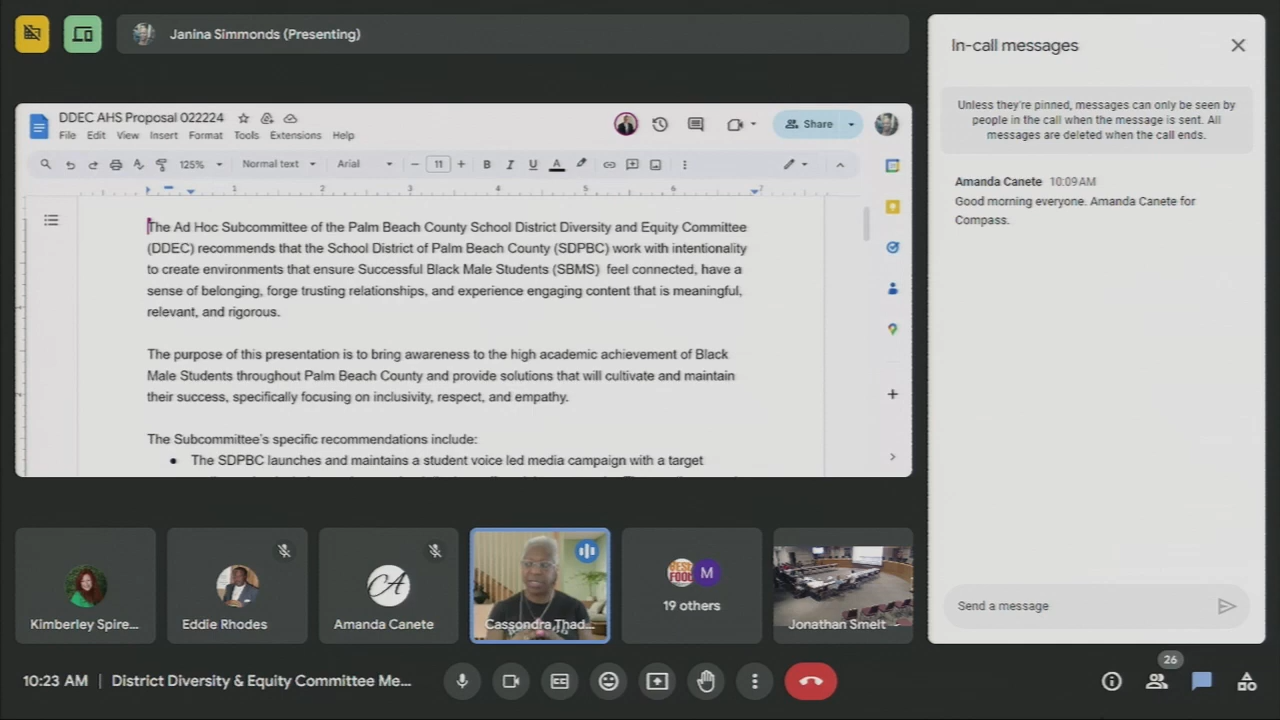 Janina Simmonds (Presenting)
DDEC AHS Proposal 022224
File Edit View Insert Format Tools Extensions Help
Share
125% Normal text Arial 11 B I U A
1 2 3 4 5 6 7
The Ad Hoc Subcommittee of the Palm Beach County School District Diversity and Equity Committee
(DDEC) recommends that the School District of Palm Beach County (SDPBC) work with intentionality
to create environments that ensure Successful Black Male Students (SBMS) feel connected, have a
sense of belonging, forge trusting relationships, and experience engaging content that is meaningful,
relevant, and rigorous.
The purpose of this presentation is to bring awareness to the high academic achievement of Black
Male Students throughout Palm Beach County and provide solutions that will cultivate and maintain
their success, specifically focusing on inclusivity, respect, and empathy.
The Subcommittee's specific recommendations include:
• The SDPBC launches and maintains a student voice led media campaign with a target
In-call messages
Unless they're pinned, messages can only be seen by
people in the call when the message is sent. All
messages are deleted when the call ends.
Amanda Canete 10:09 AM
Good morning everyone. Amanda Canete for
Compass.
Send a message
Kimberley Spire...
Eddie Rhodes
A
Amanda Canete
Cassondra Thad...
BEST FOOD
M
19 others
Jonathan Smelt
10:23 AM | District Diversity & Equity Committee Me...
26